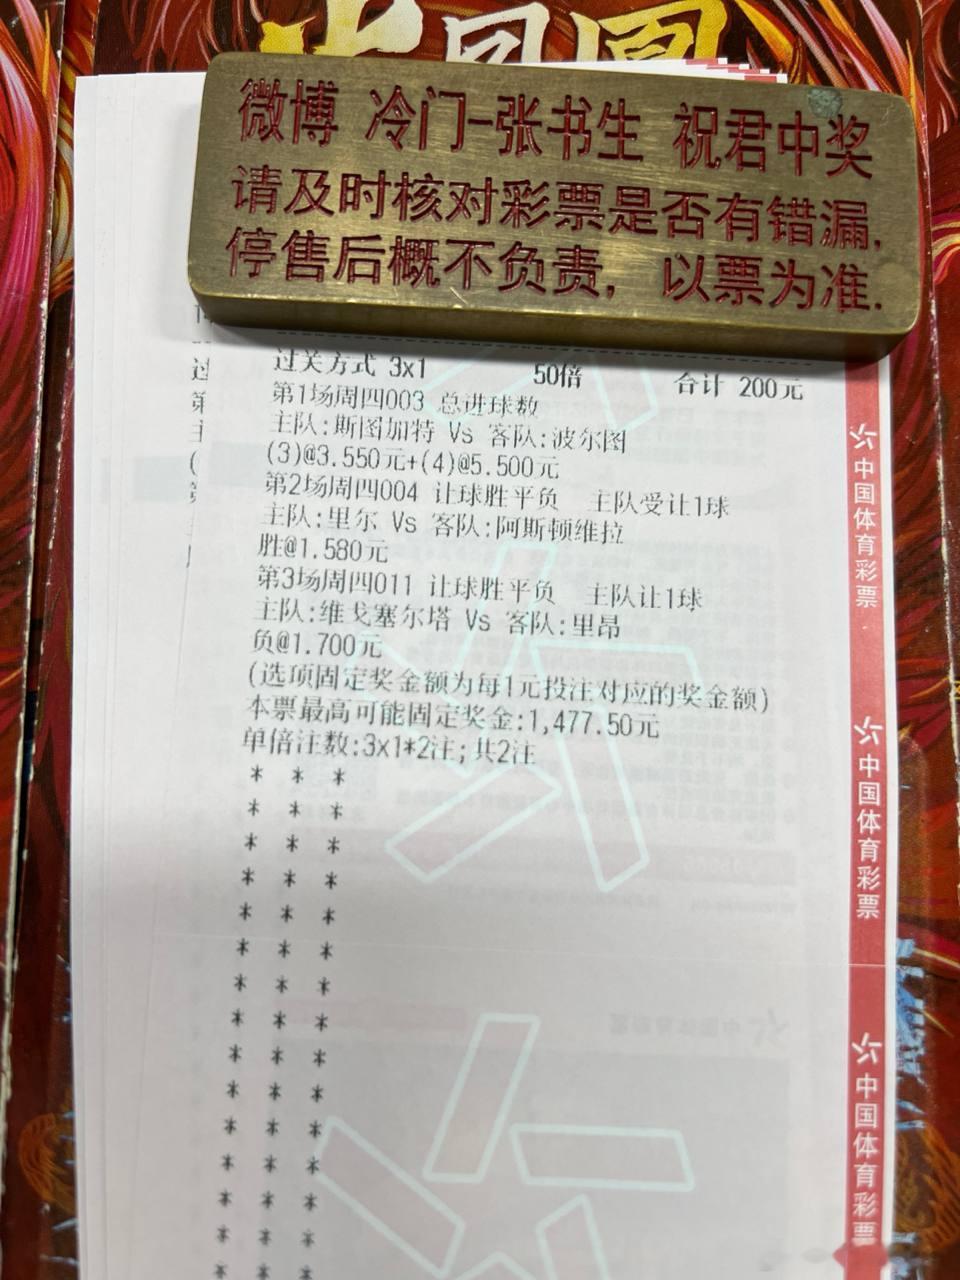 中国
微博 冷门-张书生 祝君中奖
请及时核对彩票是否有错漏,
停售后概不负责, 以票为准.
过关方式 3x1 50倍 合计 200元
第1场周四003 总进球数
主队:斯图加特 Vs 客队:波尔图
(3)@3.550元+(4)@5.500元
第2场周四004 让球胜平负 主队受让1球
主队:里尔 Vs 客队:阿斯顿维拉
胜@1.580元
第3场周四011 让球胜平负 主队让1球
主队:维戈塞尔塔 Vs 客队:里昂
负@1.700元
(选项固定奖金额为每1元投注对应的奖金额)
本票最高可能固定奖金:1,477.50元
单倍注数:3x1*2注;共2注
过
第
主
(
第
中国体育彩票
中国体育彩票
中国体育彩票